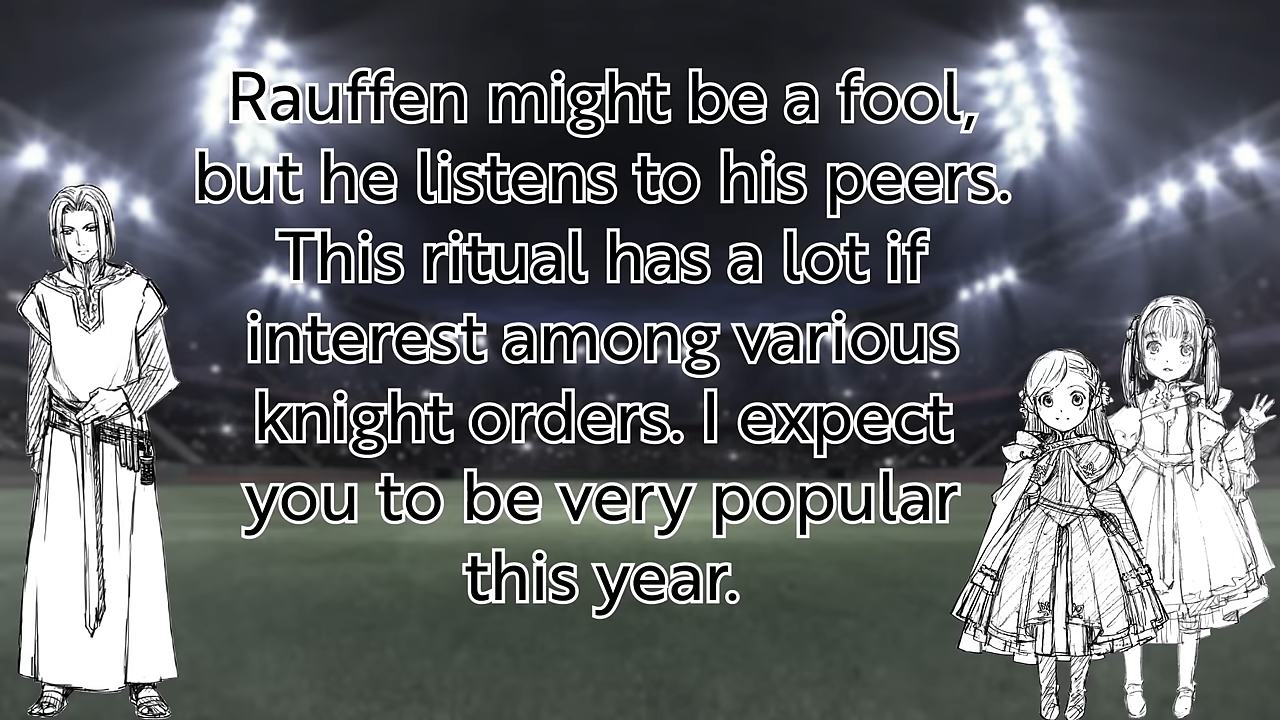 Rauffen might be a fool,
but he listens to his peers.
This ritual has a lot if
interest among various
knight orders. I expect
you to be very popular
this year.